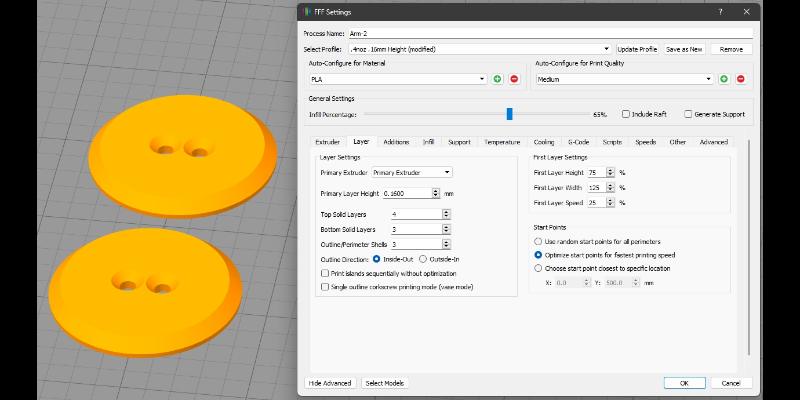 FFF Settings
Process Name: Arm-2
Select Profile: .4noz .16mm Height (modified) Update Profile Save as New Remove
Auto-Configure for Material Auto-Configure for Print Quality
PLA Medium
General Settings
Infill Percentage: 65% Include Raft Generate Support
Extruder Layer Additions Infill Support Temperature Cooling G-Code Scripts Speeds Other Advanced
Layer Settings
Primary Extruder Primary Extruder
Primary Layer Height 0.1600 mm
Top Solid Layers 4
Bottom Solid Layers 3
Outline/Perimeter Shells 3
Outline Direction: Inside-Out Outside-In
Print islands sequentially without optimization
Single outline corkscrew printing mode (vase mode)
First Layer Settings
First Layer Height 75 %
First Layer Width 125 %
First Layer Speed 25 %
Start Points
Use random start points for all perimeters
Optimize start points for fastest printing speed
Choose start point closest to specific location
X: 0.0 Y: 500.0 mm
Hide Advanced Select Models OK Cancel